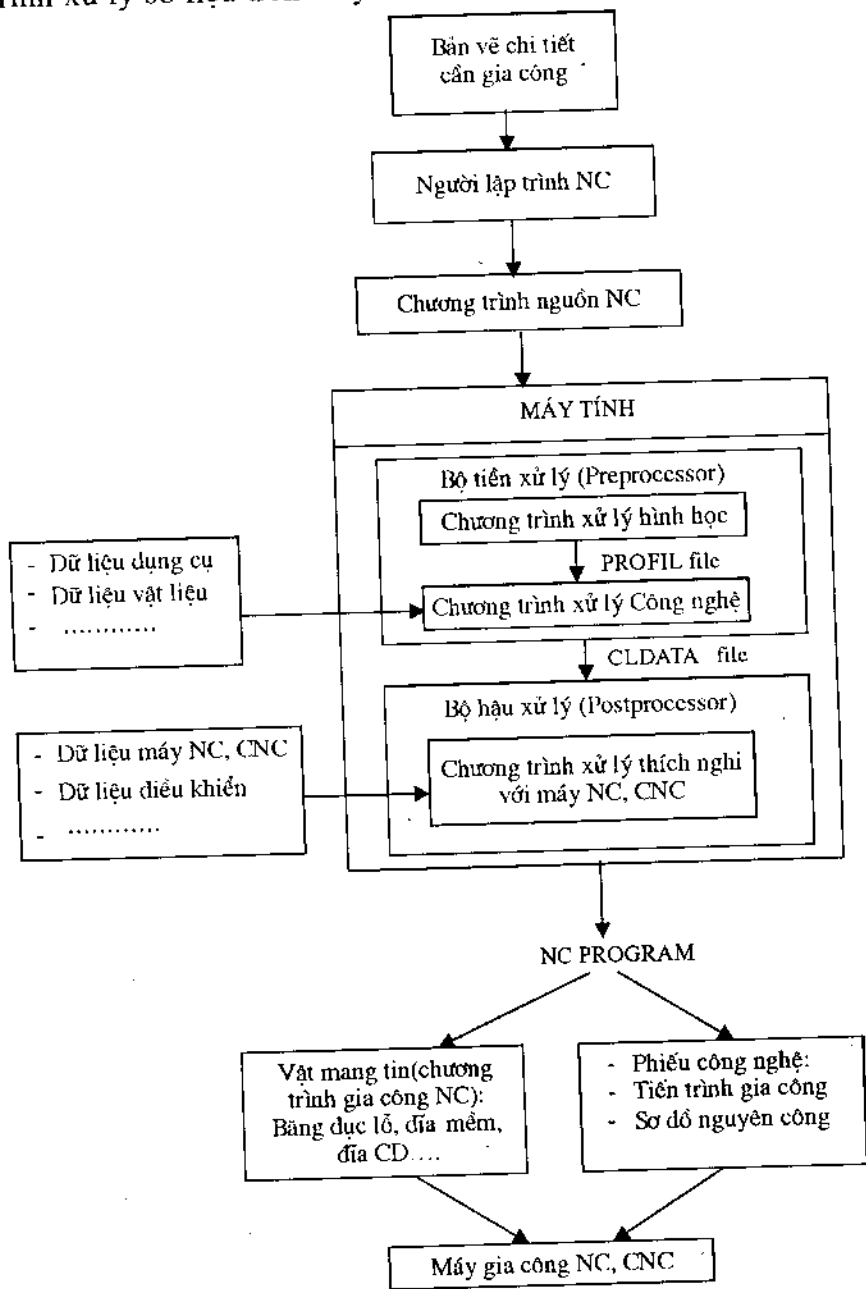 xử lý số liệu trên
Bản vẽ chi tiết
cần gia công
Người lập trình NC
Chương trình nguồn NC
MÁY TÍNH
Bộ tiền xử lý (Preprocessor)
Chương trình xử lý hình học
PROFIL file
Chương trình xử lý Công nghệ
- Dữ liệu dụng cụ
- Dữ liệu vật liệu
- ............
CLDATA file
Bộ hậu xử lý (Postprocessor)
Chương trình xử lý thích nghi
với máy NC, CNC
- Dữ liệu máy NC, CNC
- Dữ liệu điều khiển
- ............
NC PROGRAM
Vật mang tin(chương
trình gia công NC):
Băng đục lỗ, đĩa mềm,
đĩa CD....
- Phiếu công nghệ:
- Tiến trình gia công
- Sơ đồ nguyên công
Máy gia công NC, CNC